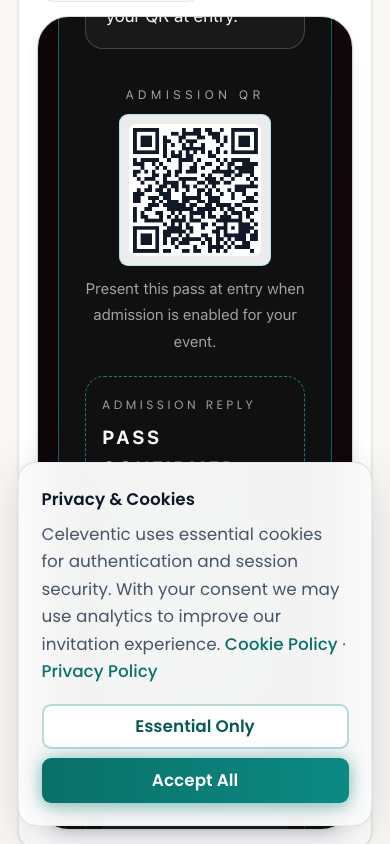 your QR at entry.
ADMISSION QR
Present this pass at entry when
admission is enabled for your
event.
ADMISSION REPLY
PASS
Privacy & Cookies
Celeventic uses essential cookies
for authentication and session
security. With your consent we may
use analytics to improve our
invitation experience. Cookie Policy ·
Privacy Policy
Essential Only
Accept All